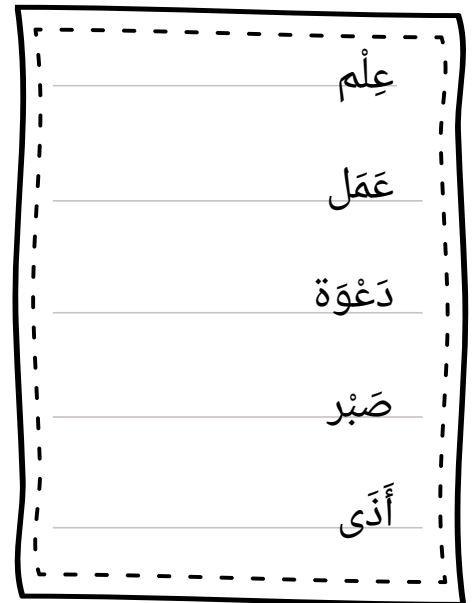 عِلْم
عَمَل
دَعْوَة
صَبْر
أَذَى